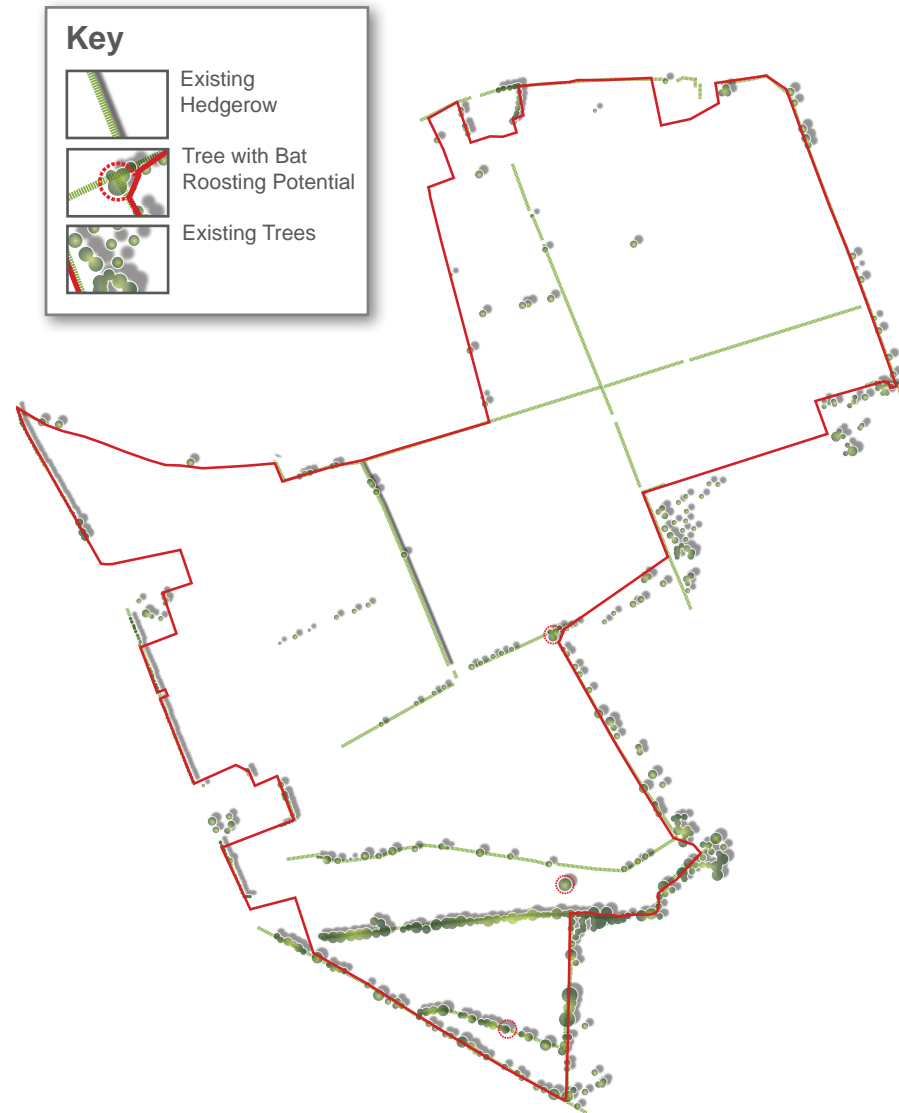 Key
Existing
Hedgerow
Tree with Bat
Roosting Potential
Existing Trees